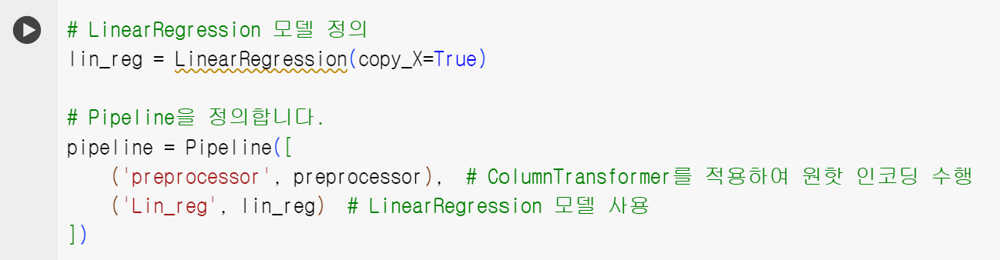 # LinearRegression 모델 정의
lin_reg = LinearRegression(copy_X=True)
# Pipeline을 정의합니다.
pipeline = Pipeline([
('preprocessor', preprocessor),  # ColumnTransformer를 적용하여 원핫 인코딩 수행
('Lin_reg', lin_reg)  # LinearRegression 모델 사용
])